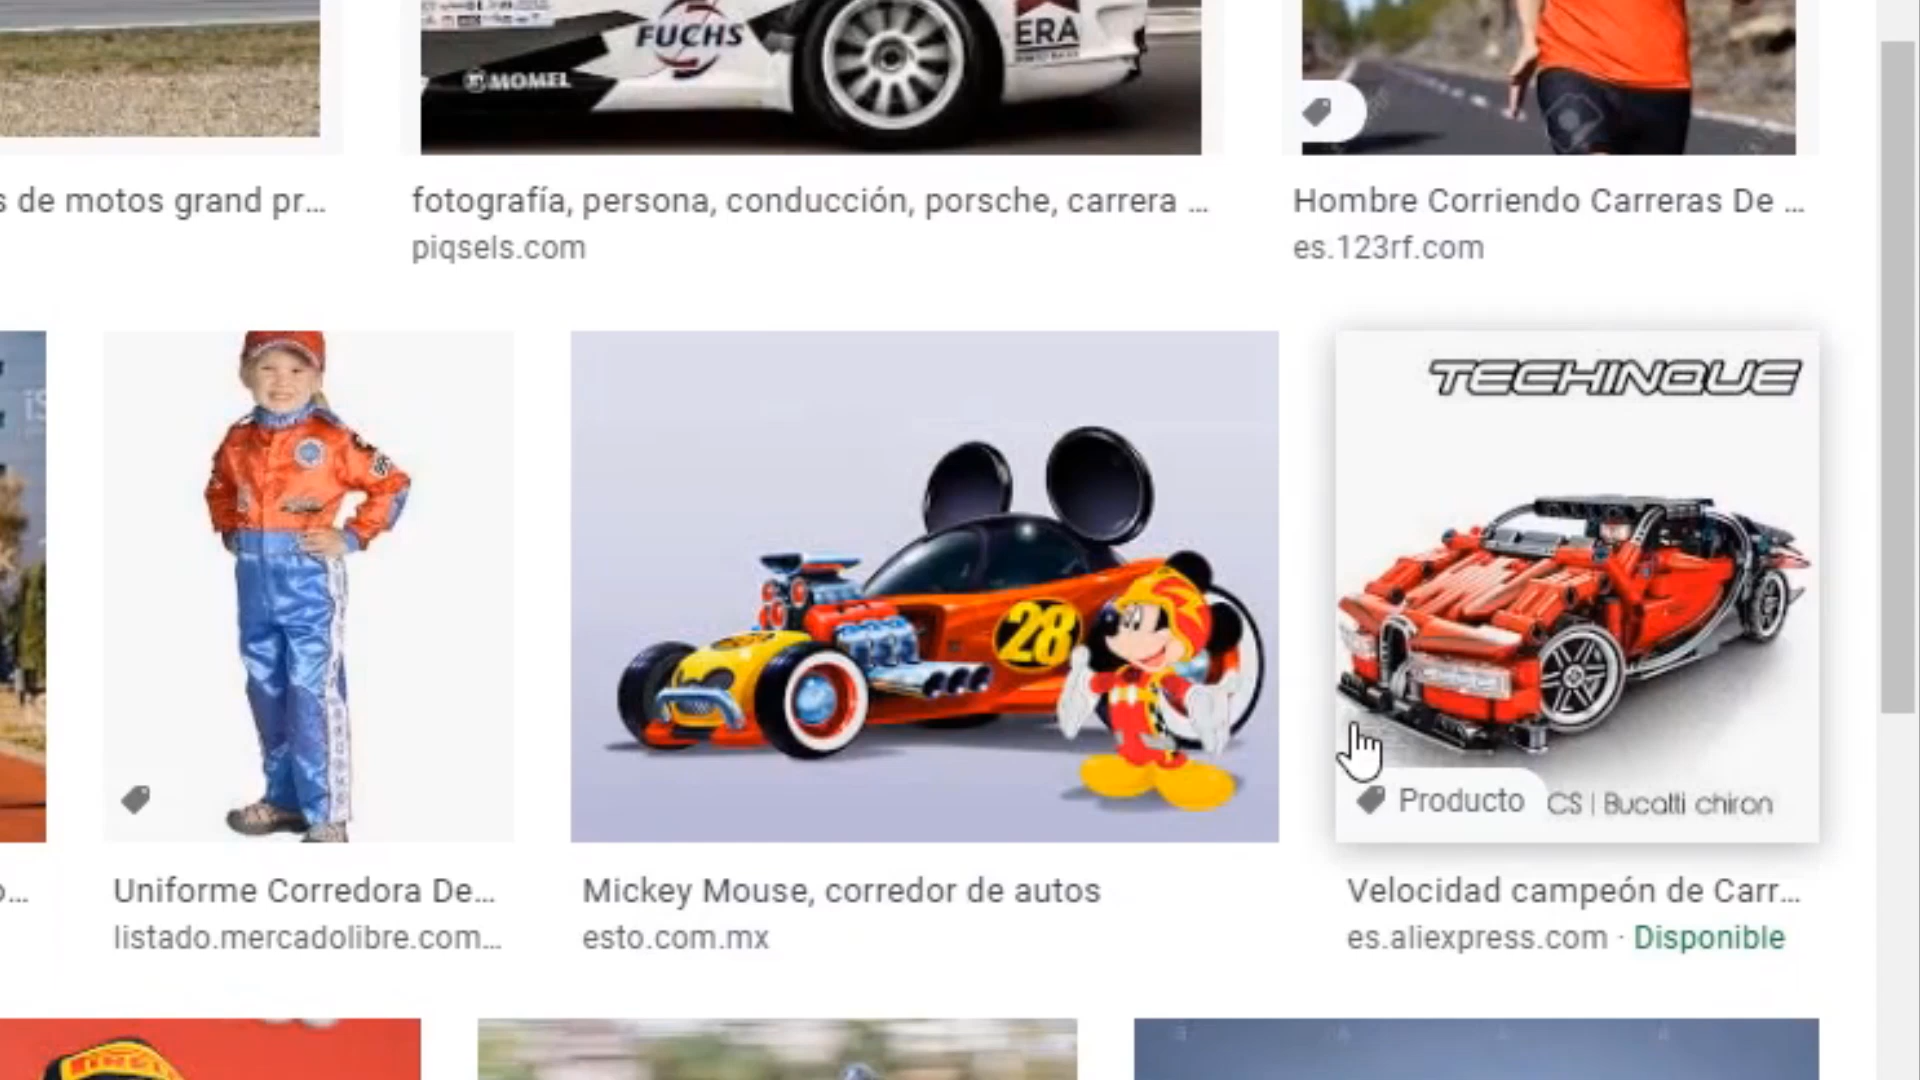 FUCHS
ERA
MOMEL
s de motos grand pr...
fotografía, persona, conducción, porsche, carrera ...
Hombre Corriendo Carreras De ...
piqsels.com
es.123rf.com
TECHINQUE
28
Producto
CS | Bucatti chiron
o...
Uniforme Corredora De...
Mickey Mouse, corredor de autos
Velocidad campeón de Carr...
listado.mercadolibre.com...
esto.com.mx
es.aliexpress.com · Disponible